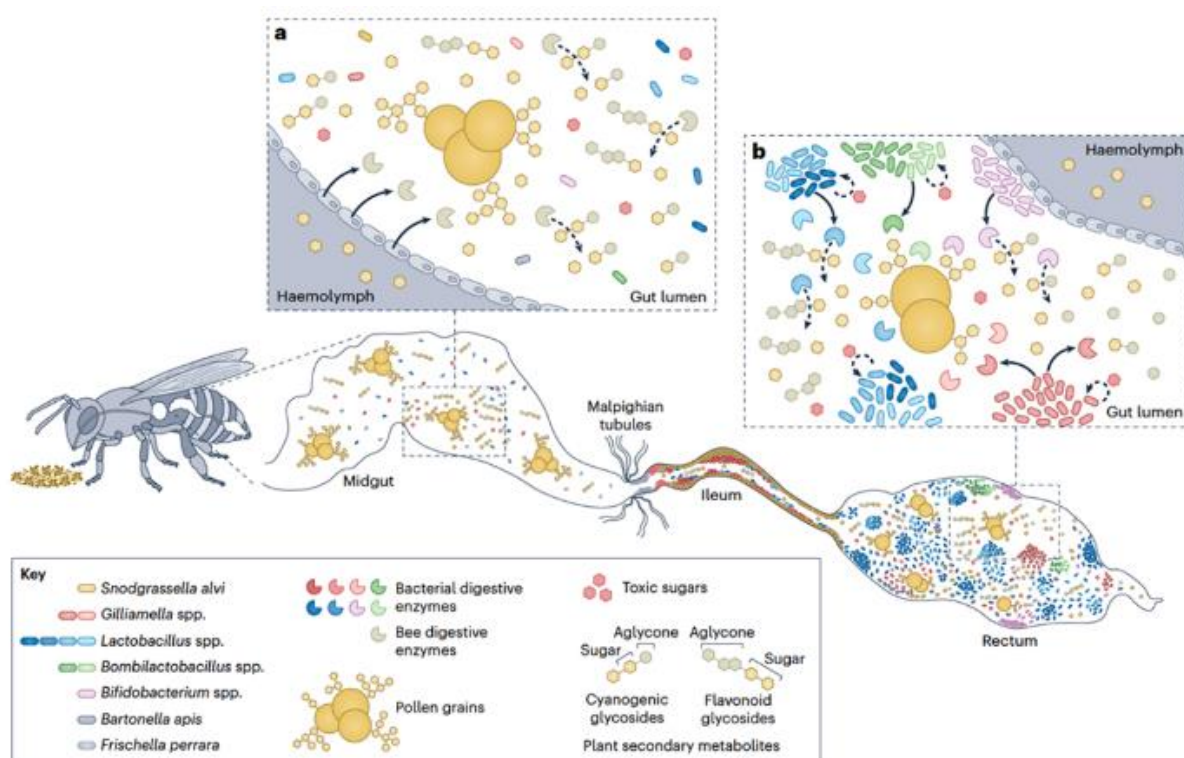 a
Haemolymph
Gut lumen
b
Haemolymph
Gut lumen
Midgut
Malpighian
tubules
Ileum
Rectum
Key
Snodgrassella alvi
Gilliamella spp.
Lactobacillus spp.
Bombilactobacillus spp.
Bifidobacterium spp.
Bartonella apis
Frischella perrara
Bacterial digestive
enzymes
Bee digestive
enzymes
Pollen grains
Toxic sugars
Aglycone
Sugar
Cyanogenic
glycosides
Aglycone
Sugar
Flavonoid
glycosides
Plant secondary metabolites